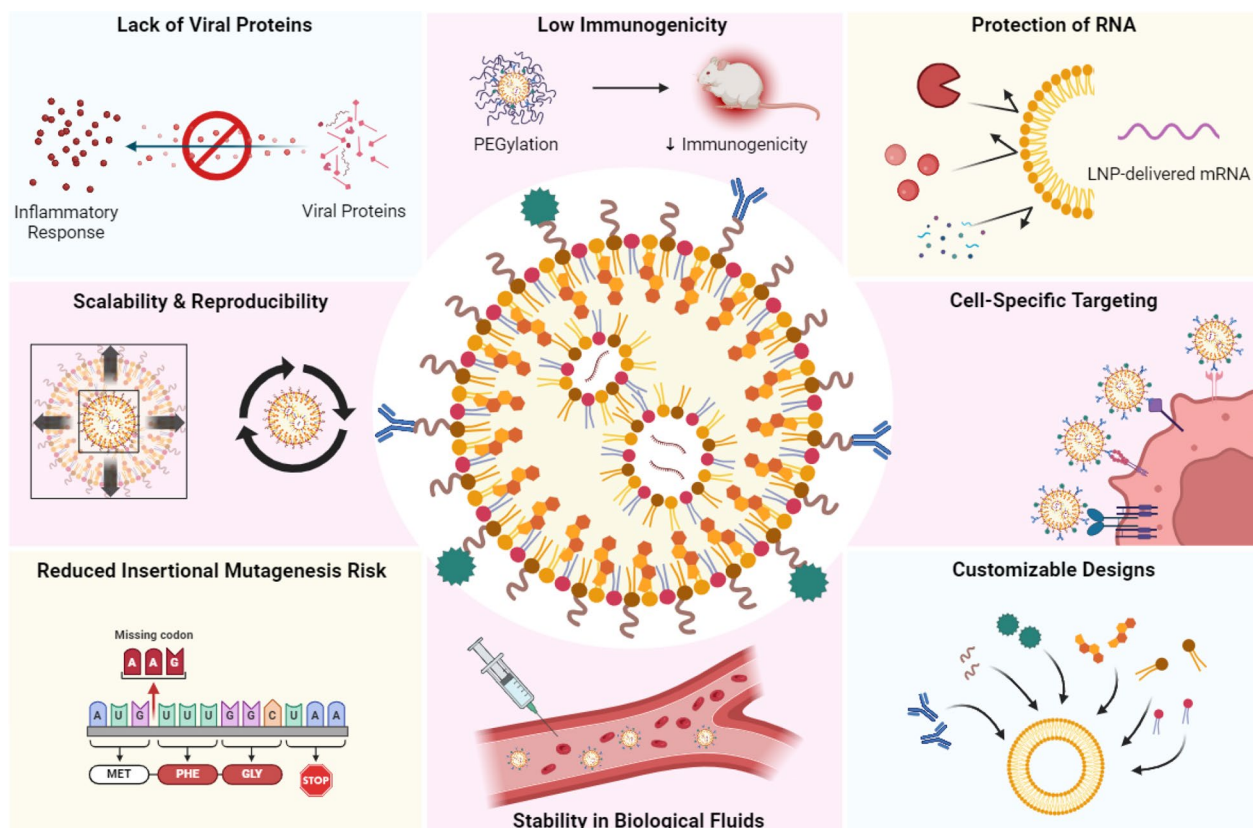 Lack of Viral Proteins
Inflammatory
Response
Viral Proteins
Low Immunogenicity
PEGylation
↓ Immunogenicity
Protection of RNA
LNP-delivered mRNA
Scalability & Reproducibility
Cell-Specific Targeting
Reduced Insertional Mutagenesis Risk
Missing codon
A A G
A U G U U U G G C U A A
MET PHE GLY STOP
Stability in Biological Fluids
Customizable Designs